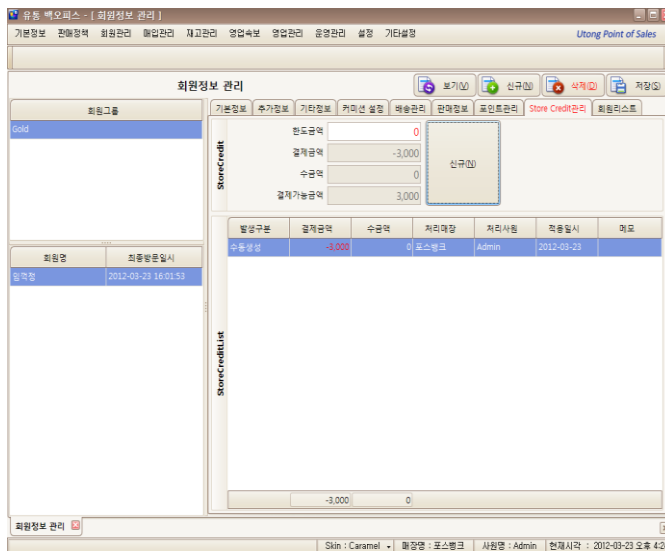 유통 백오피스 - [ 회원정보 관리 ]
기본정보 판매정책 회원관리 매입관리 재고관리 영업속보 영업관리 운영관리 설정 기타설정 Utong Point of Sales
회원정보 관리 보기(V) 신규(N) 삭제(D) 저장(S)
회원그룹
Gold
회원명 최종방문일시
임격정 2012-03-23 16:01:53
기본정보 추가정보 기타정보 커미션 설정 배송관리 판매정보 포인트관리 Store Credit관리 회원리스트
StoreCredit
한도금액 0
결제금액 -3,000
수금액 0
결제가능금액 3,000
신규(N)
StoreCreditList
발생구분 결제금액 수금액 처리매장 처리사원 적용일시 메모
수동생성 -3,000 0 포스뱅크 Admin 2012-03-23
-3,000 0
회원정보 관리
Skin : Caramel 매장명 : 포스뱅크 사원명 : Admin 현재시각 : 2012-03-23 오후 4:2